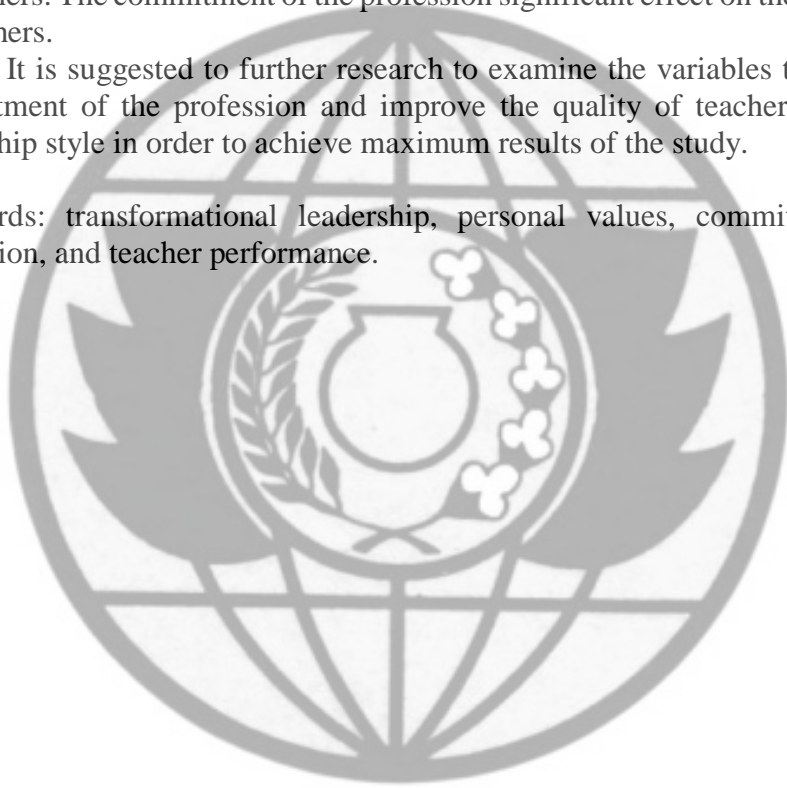 ers. The commitment of the profession significant effect on the
ners.
It is suggested to further research to examine the variables t
tment of the profession and improve the quality of teacher
hip style in order to achieve maximum results of the study.
rds: transformational leadership, personal values, commi
ion, and teacher performance.